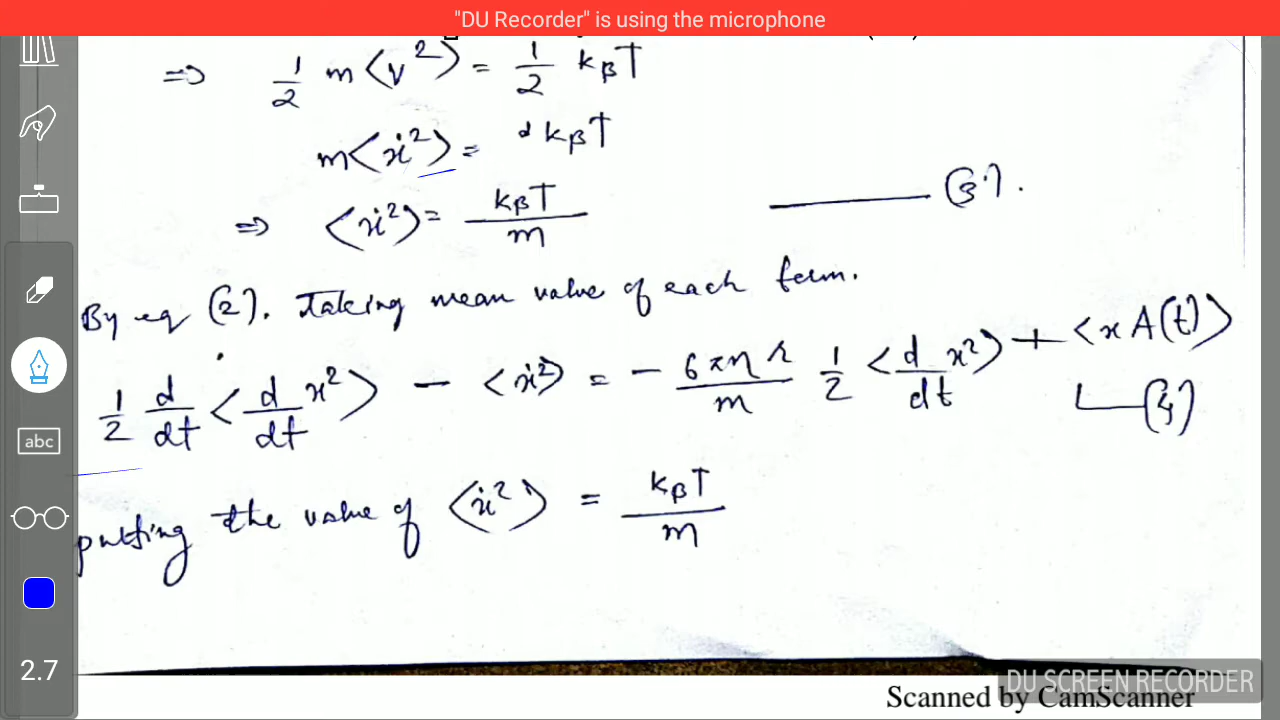 "DU Recorder" is using the microphone
⇒ 1/2 m⟨v²⟩ = 1/2 kβT
m⟨ẋ²⟩ = kβT
⇒ ⟨ẋ²⟩ = kβT/m —— (3).
By eq (2). Taking mean value of each term.
1/2 d/dt ⟨d/dt x²⟩ − ⟨ẋ²⟩ = − 6πηr/m 1/2 ⟨d/dt x²⟩ + ⟨x A(t)⟩
(4)
putting the value of ⟨ẋ²⟩ = kβT/m
abc
2.7
DU SCREEN RECORDER
Scanned by CamScanner